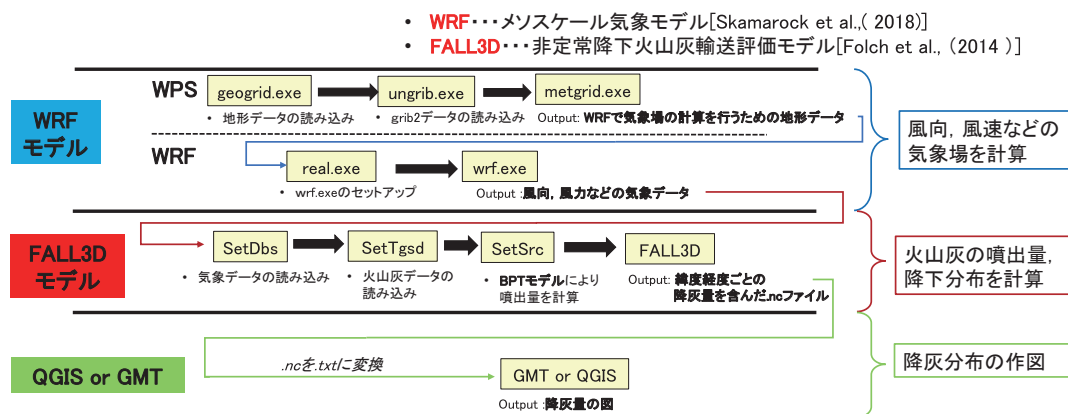 • WRF･･･メソスケール気象モデル[Skamarock et al.,( 2018)]
• FALL3D･･･非定常降下火山灰輸送評価モデル[Folch et al.,（2014 ）]
WRF
モデル
WPS
geogrid.exe
ungrib.exe
metgrid.exe
• 地形データの読み込み
• grib2データの読み込み
Output: WRFで気象場の計算を行うための地形データ
WRF
real.exe
wrf.exe
• wrf.exeのセットアップ
Output :風向，風力などの気象データ
風向，風速などの
気象場を計算
FALL3D
モデル
SetDbs
SetTgsd
SetSrc
FALL3D
• 気象データの読み込み
• 火山灰データの
読み込み
• BPTモデルにより
噴出量を計算
Output: 緯度経度ごとの
降灰量を含んだ.ncファイル
火山灰の噴出量，
降下分布を計算
QGIS or GMT
.ncを.txtに変換
GMT or QGIS
Output :降灰量の図
降灰分布の作図